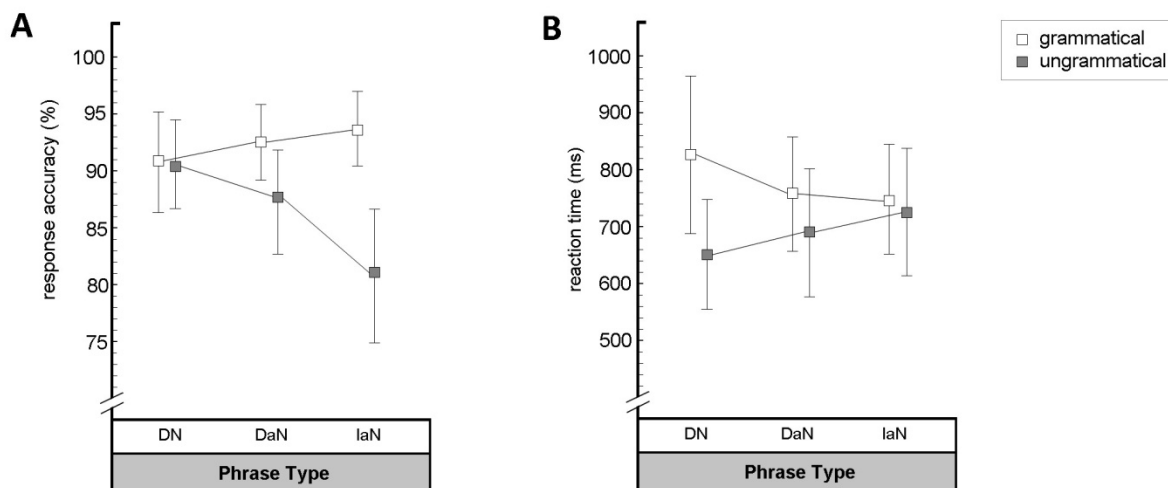 A
response accuracy (%)
100
95
90
85
80
75
DN DaN IaN
Phrase Type
B
reaction time (ms)
1000
900
800
700
600
500
DN DaN IaN
Phrase Type
grammatical
ungrammatical